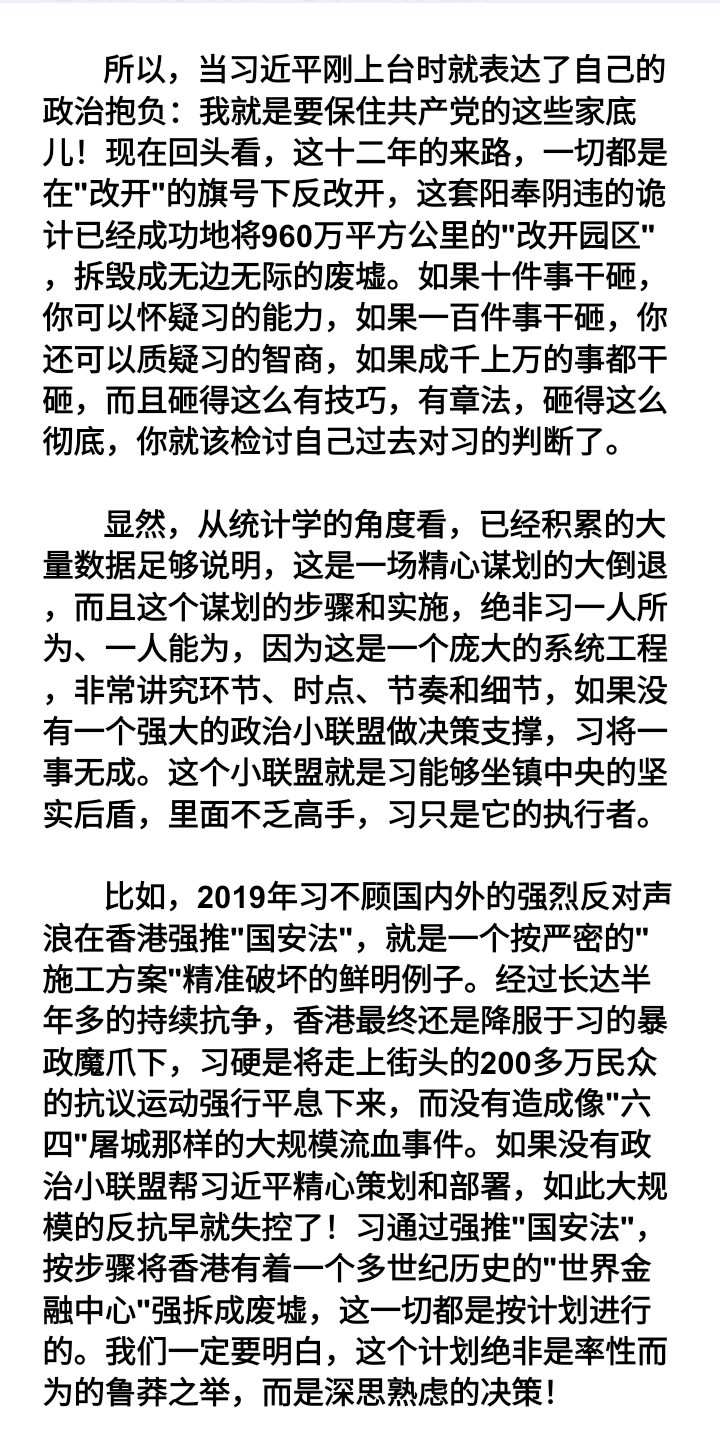 所以，当习近平刚上台时就表达了自己的
政治抱负：我就是要保住共产党的这些家底
儿！现在回头看，这十二年的来路，一切都是
在"改开"的旗号下反改开，这套阳奉阴违的诡
计已经成功地将960万平方公里的"改开园区"
，拆毁成无边无际的废墟。如果十件事干砸，
你可以怀疑习的能力，如果一百件事干砸，你
还可以质疑习的智商，如果成千上万的事都干
砸，而且砸得这么有技巧，有章法，砸得这么
彻底，你就该检讨自己过去对习的判断了。
显然，从统计学的角度看，已经积累的大
量数据足够说明，这是一场精心谋划的大倒退
，而且这个谋划的步骤和实施，绝非习一人所
为、一人能为，因为这是一个庞大的系统工程
，非常讲究环节、时点、节奏和细节，如果没
有一个强大的政治小联盟做决策支撑，习将一
事无成。这个小联盟就是习能够坐镇中央的坚
实后盾，里面不乏高手，习只是它的执行者。
比如，2019年习不顾国内外的强烈反对声
浪在香港强推"国安法"，就是一个按严密的"
施工方案"精准破坏的鲜明例子。经过长达半
年多的持续抗争，香港最终还是降服于习的暴
政魔爪下，习硬是将走上街头的200多万民众
的抗议运动强行平息下来，而没有造成像"六
四"屠城那样的大规模流血事件。如果没有政
治小联盟帮习近平精心策划和部署，如此大规
模的反抗早就失控了！习通过强推"国安法"，
按步骤将香港有着一个多世纪历史的"世界金
融中心"强拆成废墟，这一切都是按计划进行
的。我们一定要明白，这个计划绝非是率性而
为的鲁莽之举，而是深思熟虑的决策！